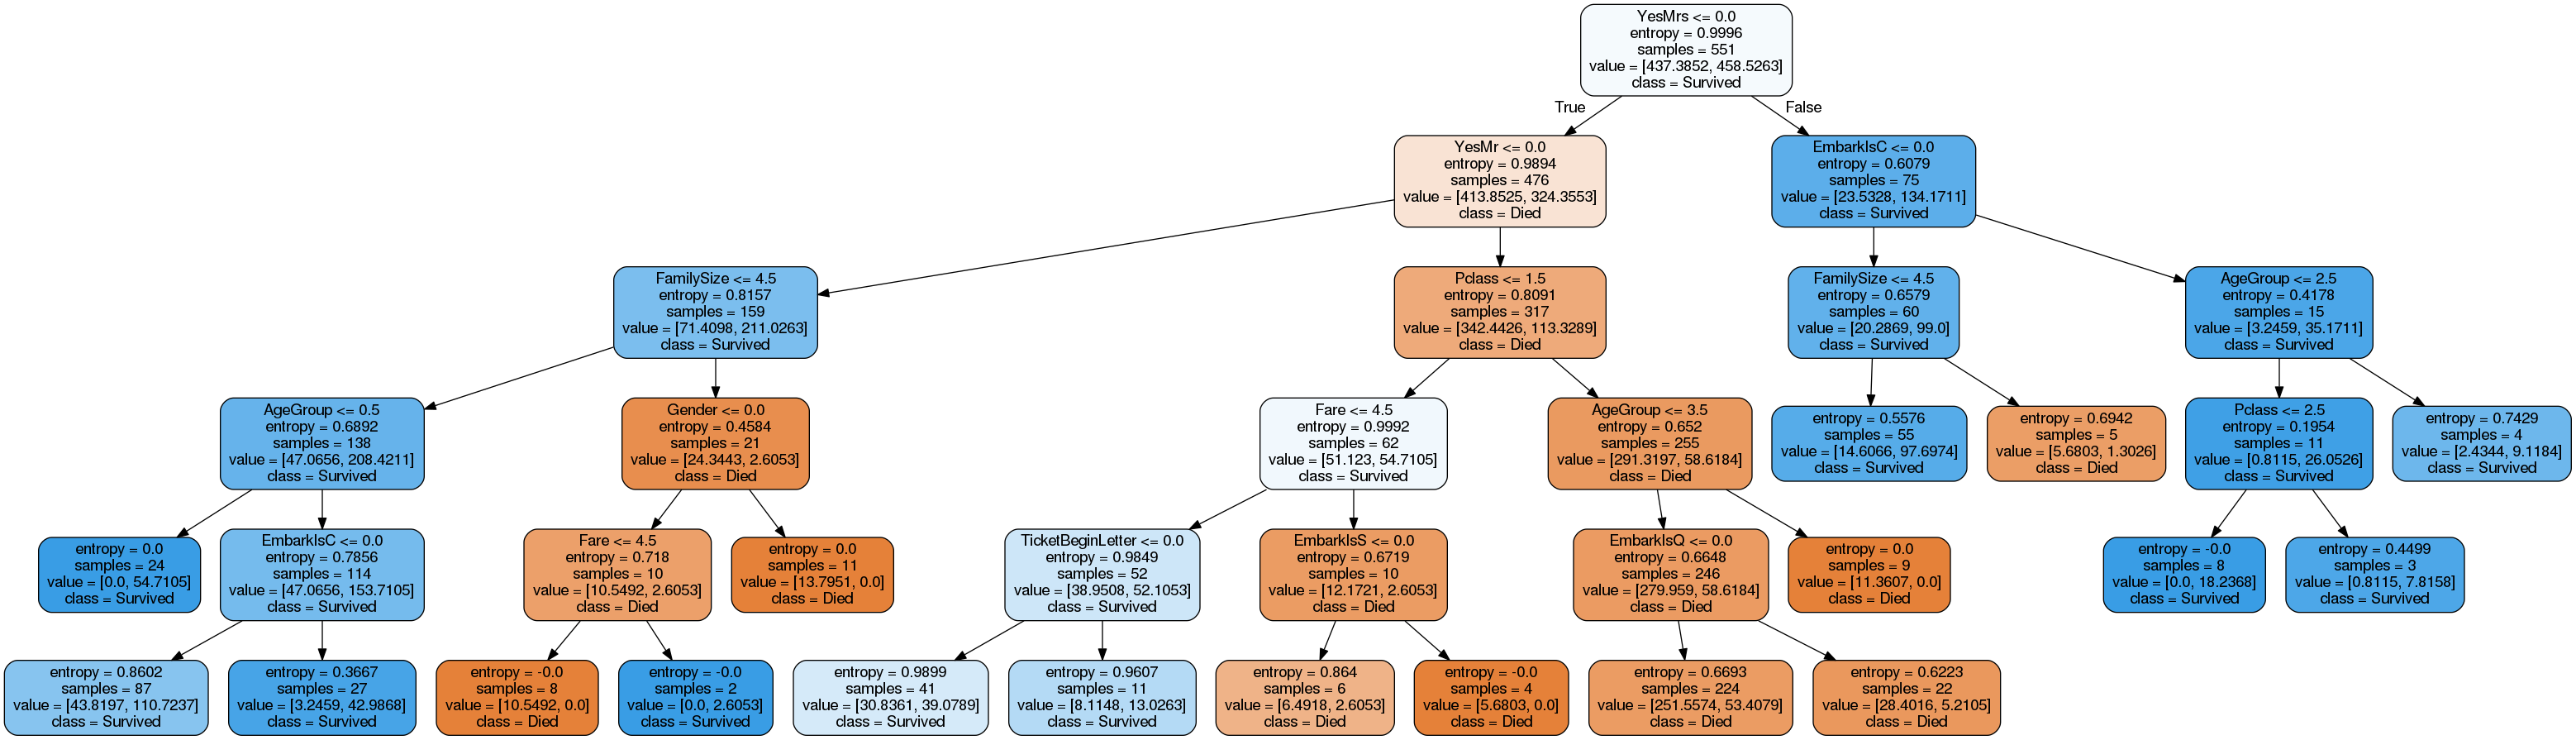 YesMrs <= 0.0
entropy = 0.9996
samples = 551
value = [437.3852, 458.5263]
class = Survived
True
False
YesMr <= 0.0
entropy = 0.9894
samples = 476
value = [413.8525, 324.3553]
class = Died
EmbarkIsC <= 0.0
entropy = 0.6079
samples = 75
value = [23.5328, 134.1711]
class = Survived
FamilySize <= 4.5
entropy = 0.8157
samples = 159
value = [71.4098, 211.0263]
class = Survived
Pclass <= 1.5
entropy = 0.8091
samples = 317
value = [342.4426, 113.3289]
class = Died
FamilySize <= 4.5
entropy = 0.6579
samples = 60
value = [20.2869, 99.0]
class = Survived
AgeGroup <= 2.5
entropy = 0.4178
samples = 15
value = [3.2459, 35.1711]
class = Survived
AgeGroup <= 0.5
entropy = 0.6892
samples = 138
value = [47.0656, 208.4211]
class = Survived
Gender <= 0.0
entropy = 0.4584
samples = 21
value = [24.3443, 2.6053]
class = Died
Fare <= 4.5
entropy = 0.9992
samples = 62
value = [51.123, 54.7105]
class = Survived
AgeGroup <= 3.5
entropy = 0.652
samples = 255
value = [291.3197, 58.6184]
class = Died
entropy = 0.5576
samples = 55
value = [14.6066, 97.6974]
class = Survived
entropy = 0.6942
samples = 5
value = [5.6803, 1.3026]
class = Died
Pclass <= 2.5
entropy = 0.1954
samples = 11
value = [0.8115, 26.0526]
class = Survived
entropy = 0.7429
samples = 4
value = [2.4344, 9.1184]
class = Survived
entropy = 0.0
samples = 24
value = [0.0, 54.7105]
class = Survived
EmbarkIsC <= 0.0
entropy = 0.7856
samples = 114
value = [47.0656, 153.7105]
class = Survived
Fare <= 4.5
entropy = 0.718
samples = 10
value = [10.5492, 2.6053]
class = Died
entropy = 0.0
samples = 11
value = [13.7951, 0.0]
class = Died
TicketBeginLetter <= 0.0
entropy = 0.9849
samples = 52
value = [38.9508, 52.1053]
class = Survived
EmbarkIsS <= 0.0
entropy = 0.6719
samples = 10
value = [12.1721, 2.6053]
class = Died
EmbarkIsQ <= 0.0
entropy = 0.6648
samples = 246
value = [279.959, 58.6184]
class = Died
entropy = 0.0
samples = 9
value = [11.3607, 0.0]
class = Died
entropy = -0.0
samples = 8
value = [0.0, 18.2368]
class = Survived
entropy = 0.4499
samples = 3
value = [0.8115, 7.8158]
class = Survived
entropy = 0.8602
samples = 87
value = [43.8197, 110.7237]
class = Survived
entropy = 0.3667
samples = 27
value = [3.2459, 42.9868]
class = Survived
entropy = -0.0
samples = 8
value = [10.5492, 0.0]
class = Died
entropy = -0.0
samples = 2
value = [0.0, 2.6053]
class = Survived
entropy = 0.9899
samples = 41
value = [30.8361, 39.0789]
class = Survived
entropy = 0.9607
samples = 11
value = [8.1148, 13.0263]
class = Survived
entropy = 0.864
samples = 6
value = [6.4918, 2.6053]
class = Died
entropy = -0.0
samples = 4
value = [5.6803, 0.0]
class = Died
entropy = 0.6693
samples = 224
value = [251.5574, 53.4079]
class = Died
entropy = 0.6223
samples = 22
value = [28.4016, 5.2105]
class = Died